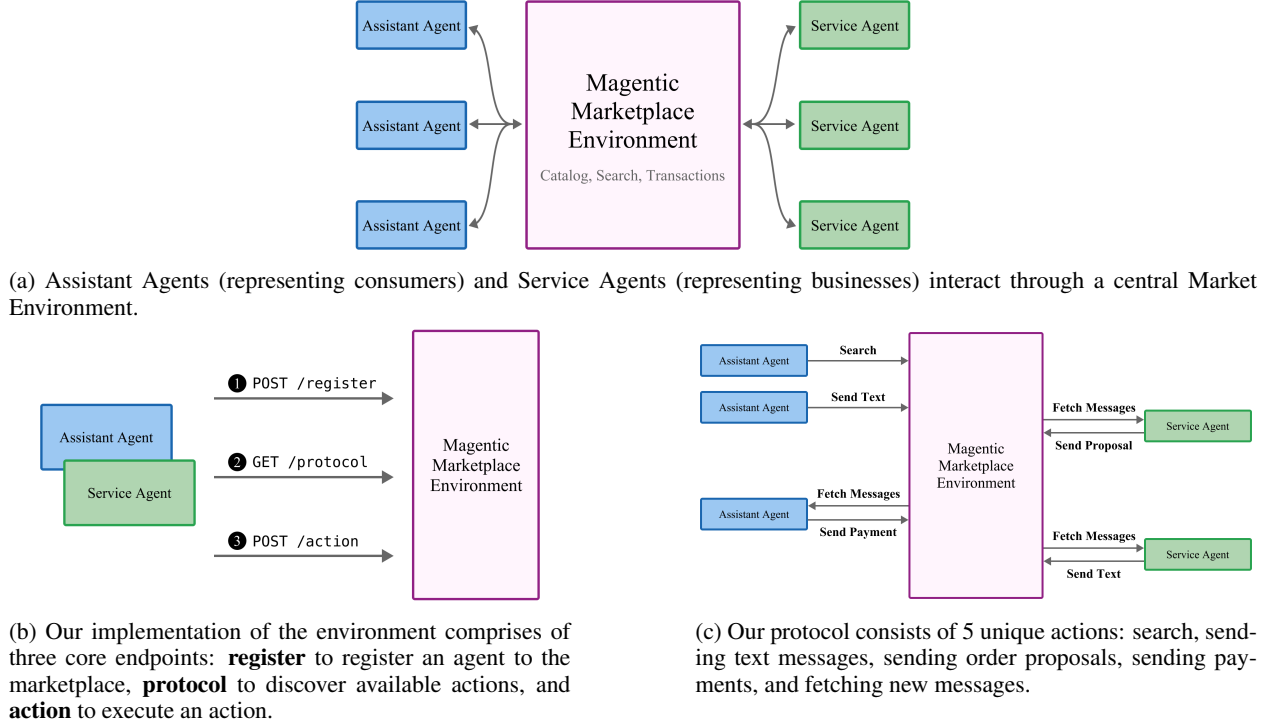 Assistant Agent
Assistant Agent
Assistant Agent
Magentic
Marketplace
Environment
Catalog, Search, Transactions
Service Agent
Service Agent
Service Agent
(a) Assistant Agents (representing consumers) and Service Agents (representing businesses) interact through a central Market
Environment.
Assistant Agent
Service Agent
1 POST /register
2 GET /protocol
3 POST /action
Magentic
Marketplace
Environment
(b) Our implementation of the environment comprises of
three core endpoints: register to register an agent to the
marketplace, protocol to discover available actions, and
action to execute an action.
Assistant Agent
Search
Assistant Agent
Send Text
Assistant Agent
Fetch Messages
Send Payment
Magentic
Marketplace
Environment
Fetch Messages
Send Proposal
Service Agent
Fetch Messages
Send Text
Service Agent
(c) Our protocol consists of 5 unique actions: search, send-
ing text messages, sending order proposals, sending pay-
ments, and fetching new messages.